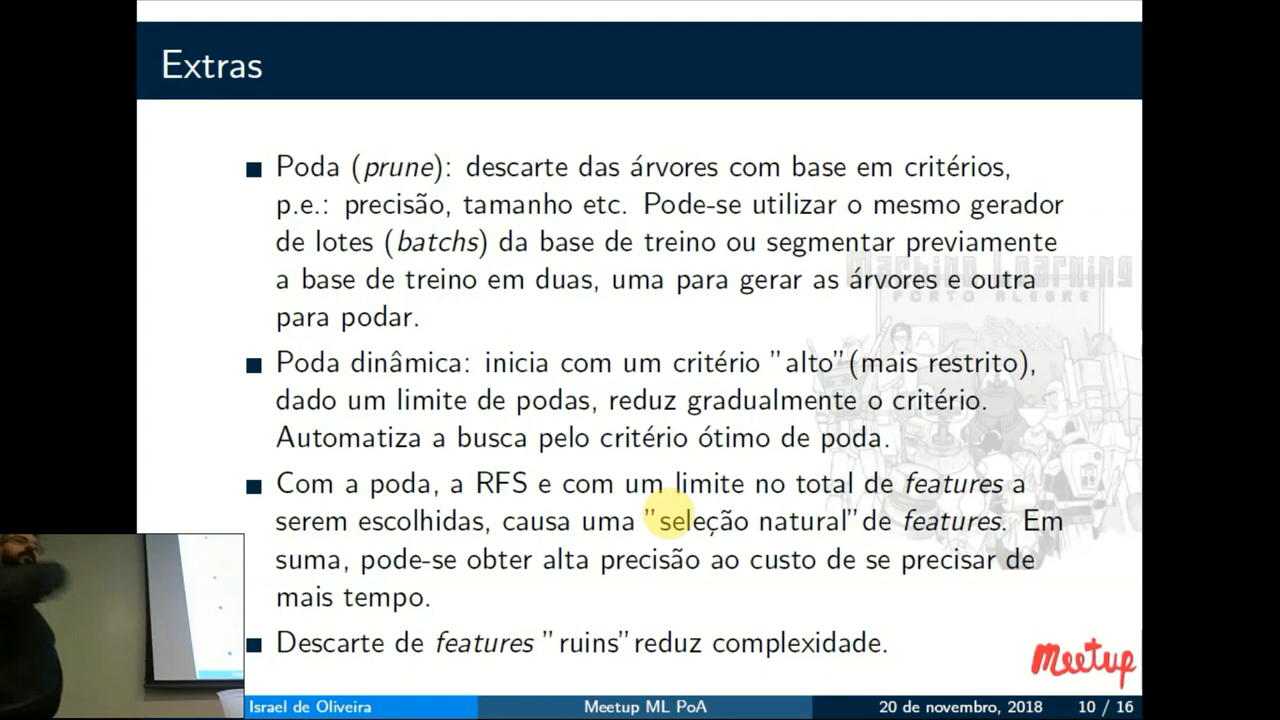 Extras
Poda (prune): descarte das árvores com base em critérios,
p.e.: precisão, tamanho etc. Pode-se utilizar o mesmo gerador
de lotes (batchs) da base de treino ou segmentar previamente
a base de treino em duas, uma para gerar as árvores e outra
para podar.
Machine Learning
PORTO ALEGRE
Poda dinâmica: inicia com um critério "alto"(mais restrito),
dado um limite de podas, reduz gradualmente o critério.
Automatiza a busca pelo critério ótimo de poda.
Com a poda, a RFS e com um limite no total de features a
serem escolhidas, causa uma "seleção natural"de features. Em
suma, pode-se obter alta precisão ao custo de se precisar de
mais tempo.
Descarte de features "ruins"reduz complexidade.
Meetup
Israel de Oliveira Meetup ML PoA 20 de novembro, 2018 10 / 16